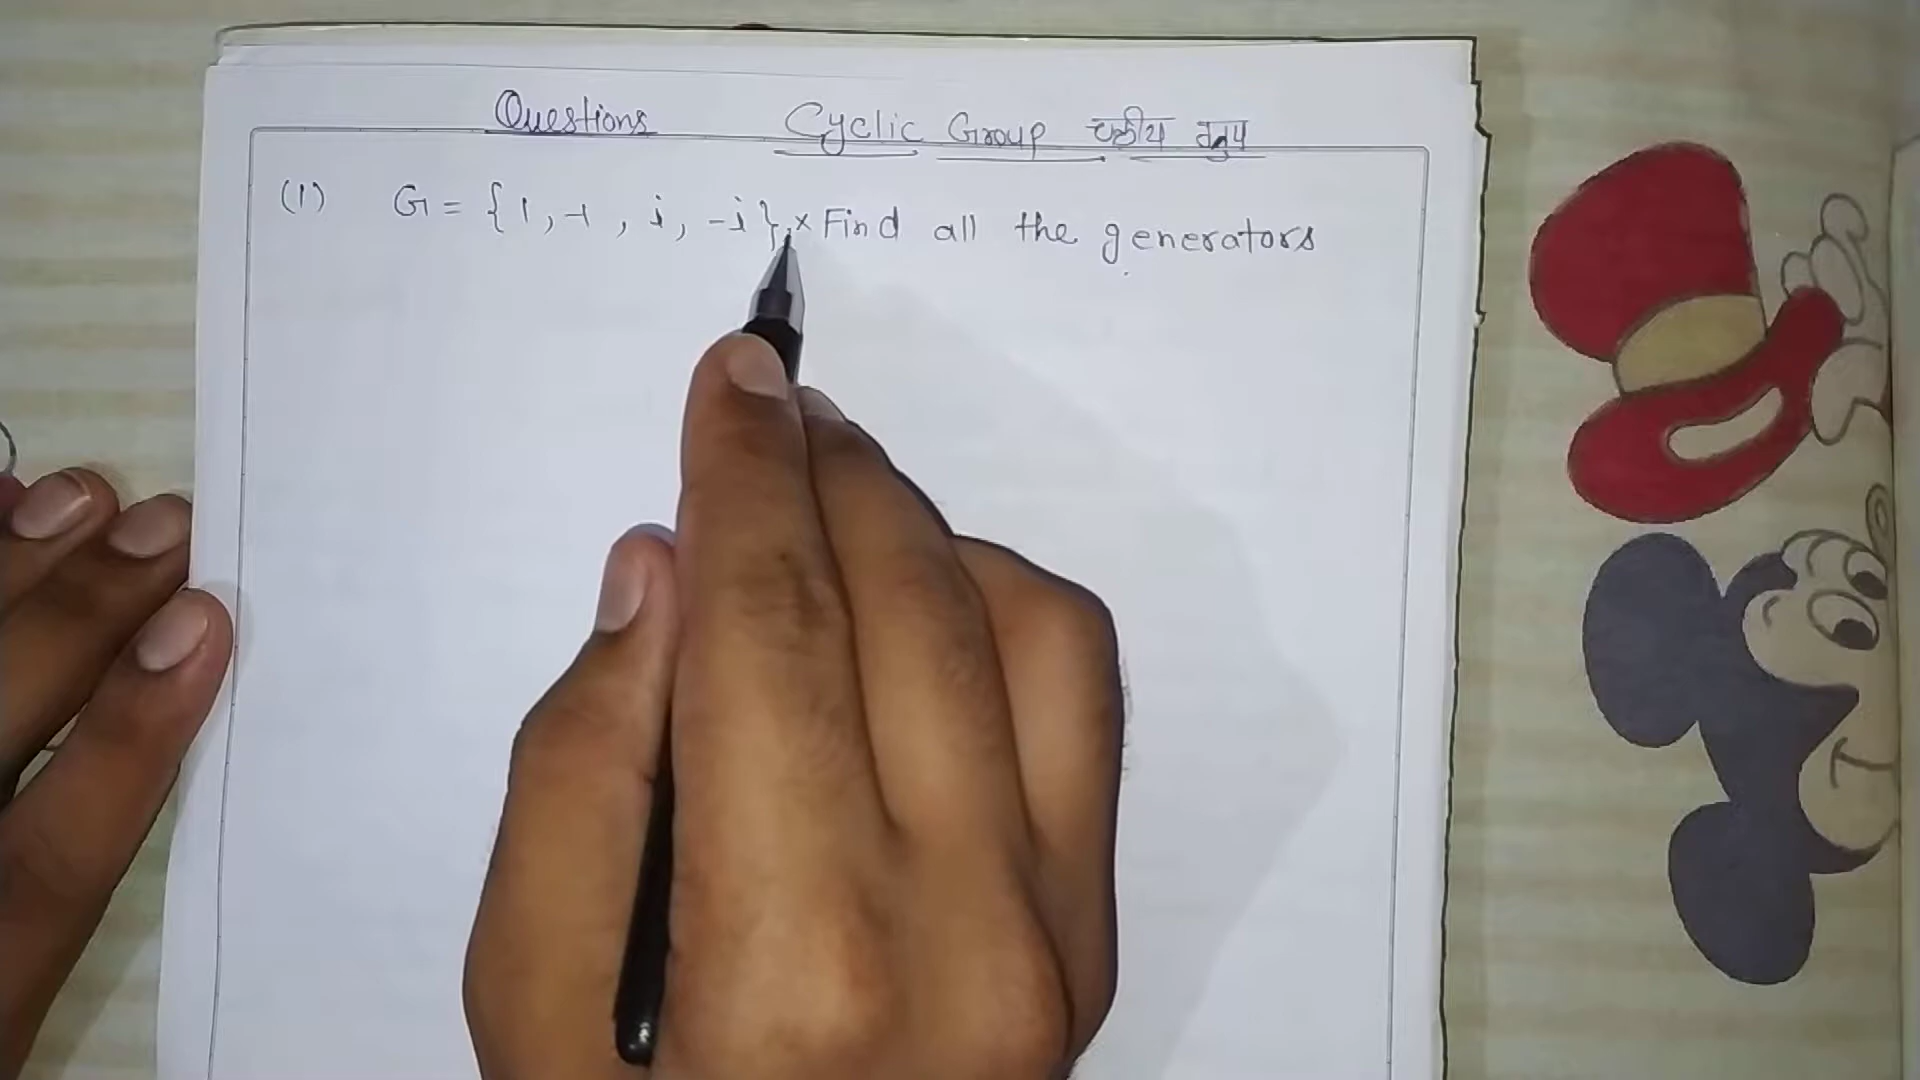 Questions Cyclic Group चक्रीय समूह
(1) G = {1, -1, i, -i}, × Find all the generators